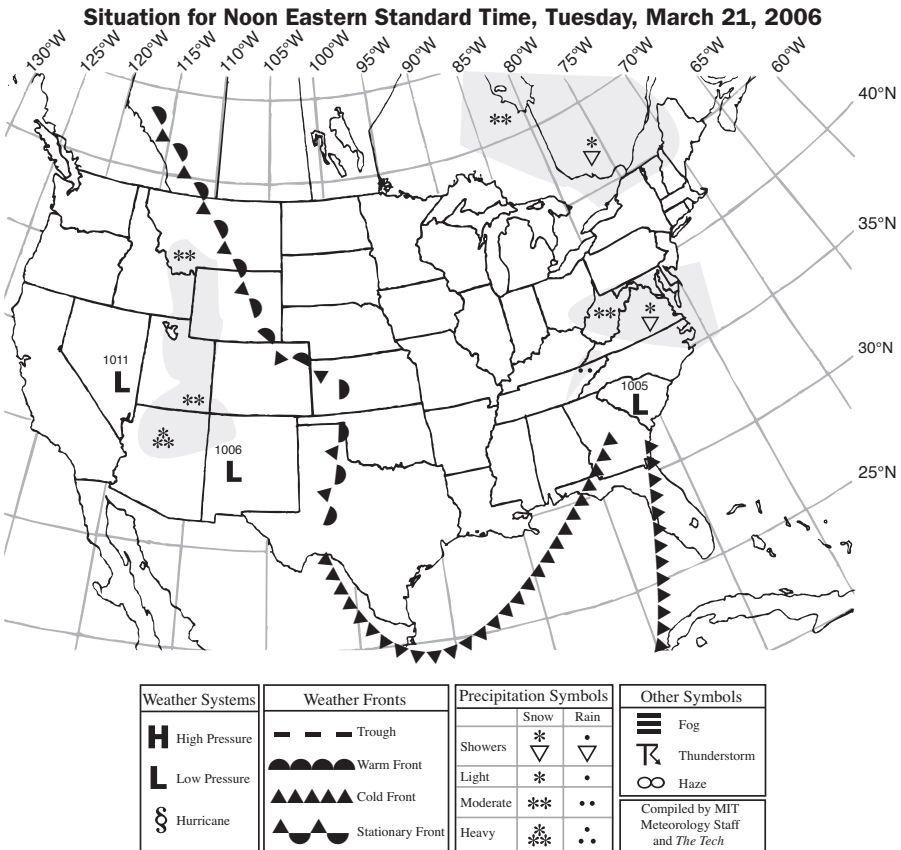 Situation for Noon Eastern Standard Time, Tuesday, March 21, 2006
130°W 125°W 120°W 115°W 110°W 105°W 100°W 95°W 90°W 85°W 80°W 75°W 70°W 65°W 60°W
40°N
35°N
30°N
25°N
1011
L
1006
L
1005
L
Weather Systems
H High Pressure
L Low Pressure
§ Hurricane
Weather Fronts
Trough
Warm Front
Cold Front
Stationary Front
Precipitation Symbols
Snow Rain
Showers
Light
Moderate
Heavy
Other Symbols
Fog
Thunderstorm
Haze
Compiled by MIT
Meteorology Staff
and The Tech